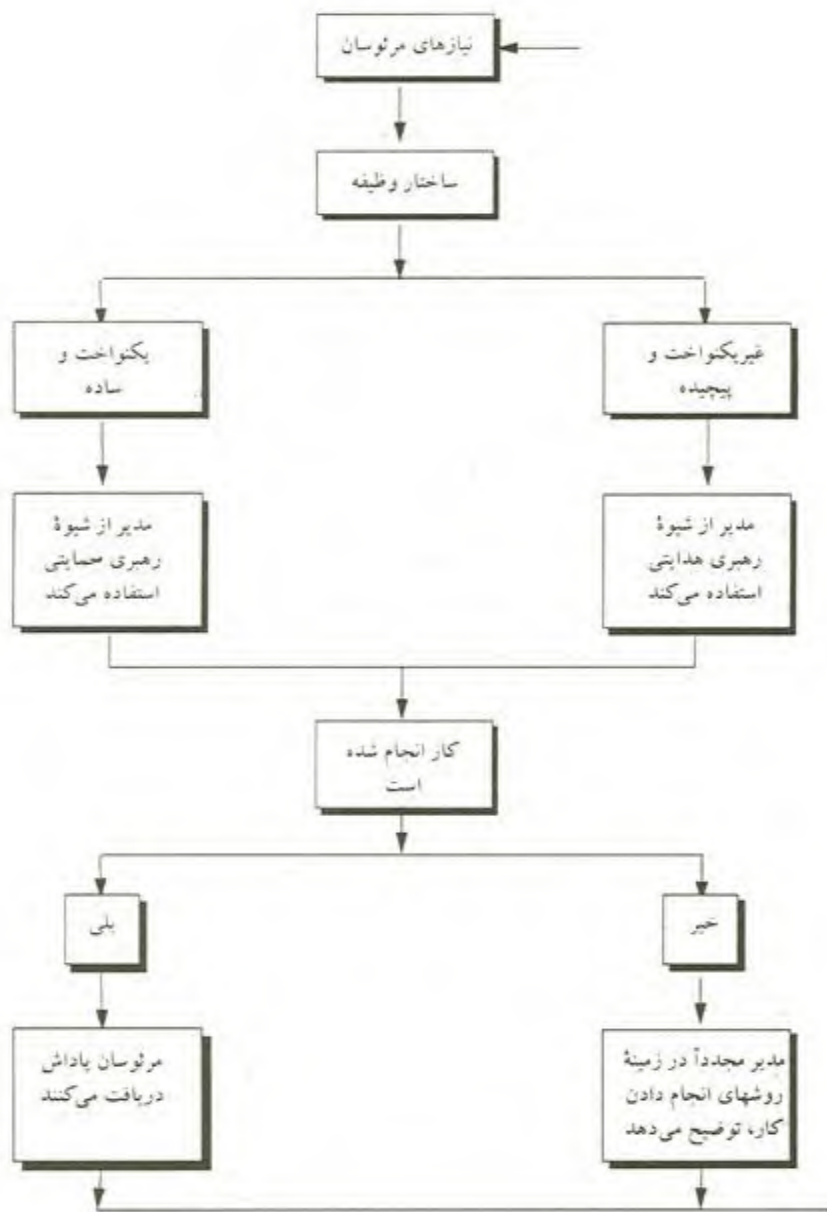 نیازهای مرئوسان
ساختار وظیفه
غیریکنواخت و
پیچیده
یکنواخت و
ساده
مدیر از شیوهٔ
رهبری هدایتی
استفاده می‌کند
مدیر از شیوهٔ
رهبری حمایتی
استفاده می‌کند
کار انجام شده
است
خیر
بلی
مدیر مجدداً در زمینهٔ
روشهای انجام دادن
کار، توضیح می‌دهد
مرئوسان پاداش
دریافت می‌کنند